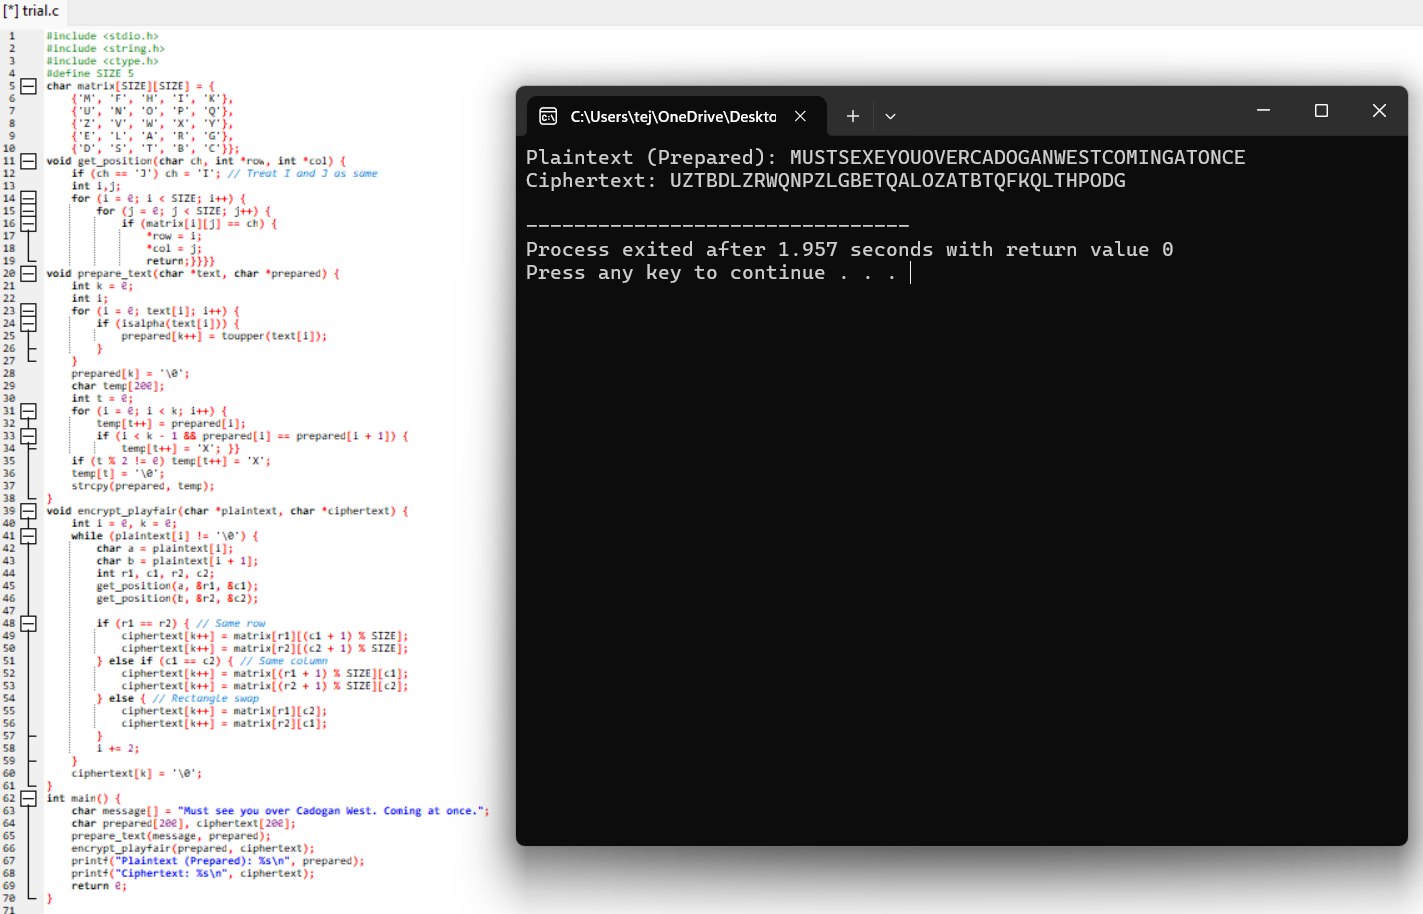 [*] trial.c
1 #include <stdio.h>
2 #include <string.h>
3 #include <ctype.h>
4 #define SIZE 5
5 char matrix[SIZE][SIZE] = {
6 {'M', 'F', 'H', 'I', 'K'},
7 {'U', 'N', 'O', 'P', 'Q'},
8 {'Z', 'V', 'W', 'X', 'Y'},
9 {'E', 'L', 'A', 'R', 'G'},
10 {'D', 'S', 'T', 'B', 'C'}};
11 void get_position(char ch, int *row, int *col) {
12 if (ch == 'J') ch = 'I'; // Treat I and J as same
13 int i,j;
14 for (i = 0; i < SIZE; i++) {
15 for (j = 0; j < SIZE; j++) {
16 if (matrix[i][j] == ch) {
17 *row = i;
18 *col = j;
19 return;}}}}
20 void prepare_text(char *text, char *prepared) {
21 int k = 0;
22 int i;
23 for (i = 0; text[i]; i++) {
24 if (isalpha(text[i])) {
25 prepared[k++] = toupper(text[i]);
26 }
27 }
28 prepared[k] = '\0';
29 char temp[200];
30 int t = 0;
31 for (i = 0; i < k; i++) {
32 temp[t++] = prepared[i];
33 if (i < k - 1 && prepared[i] == prepared[i + 1]) {
34 temp[t++] = 'X'; }}
35 if (t % 2 != 0) temp[t++] = 'X';
36 temp[t] = '\0';
37 strcpy(prepared, temp);
38 }
39 void encrypt_playfair(char *plaintext, char *ciphertext) {
40 int i = 0, k = 0;
41 while (plaintext[i] != '\0') {
42 char a = plaintext[i];
43 char b = plaintext[i + 1];
44 int r1, c1, r2, c2;
45 get_position(a, &r1, &c1);
46 get_position(b, &r2, &c2);
47
48 if (r1 == r2) { // Same row
49 ciphertext[k++] = matrix[r1][(c1 + 1) % SIZE];
50 ciphertext[k++] = matrix[r2][(c2 + 1) % SIZE];
51 } else if (c1 == c2) { // Same column
52 ciphertext[k++] = matrix[(r1 + 1) % SIZE][c1];
53 ciphertext[k++] = matrix[(r2 + 1) % SIZE][c2];
54 } else { // Rectangle swap
55 ciphertext[k++] = matrix[r1][c2];
56 ciphertext[k++] = matrix[r2][c1];
57 }
58 i += 2;
59 }
60 ciphertext[k] = '\0';
61 }
62 int main() {
63 char message[] = "Must see you over Cadogan West. Coming at once.";
64 char prepared[200], ciphertext[200];
65 prepare_text(message, prepared);
66 encrypt_playfair(prepared, ciphertext);
67 printf("Plaintext (Prepared): %s\n", prepared);
68 printf("Ciphertext: %s\n", ciphertext);
69 return 0;
70 }
71
C:\Users\tej\OneDrive\Deskto
Plaintext (Prepared): MUSTSEXEYOUOVERCADOGANWESTCOMINGATONCE
Ciphertext: UZTBDLZRWQNPZLGBETQALOZATBTQFKQLTHPODG
--------------------------------
Process exited after 1.957 seconds with return value 0
Press any key to continue . . .